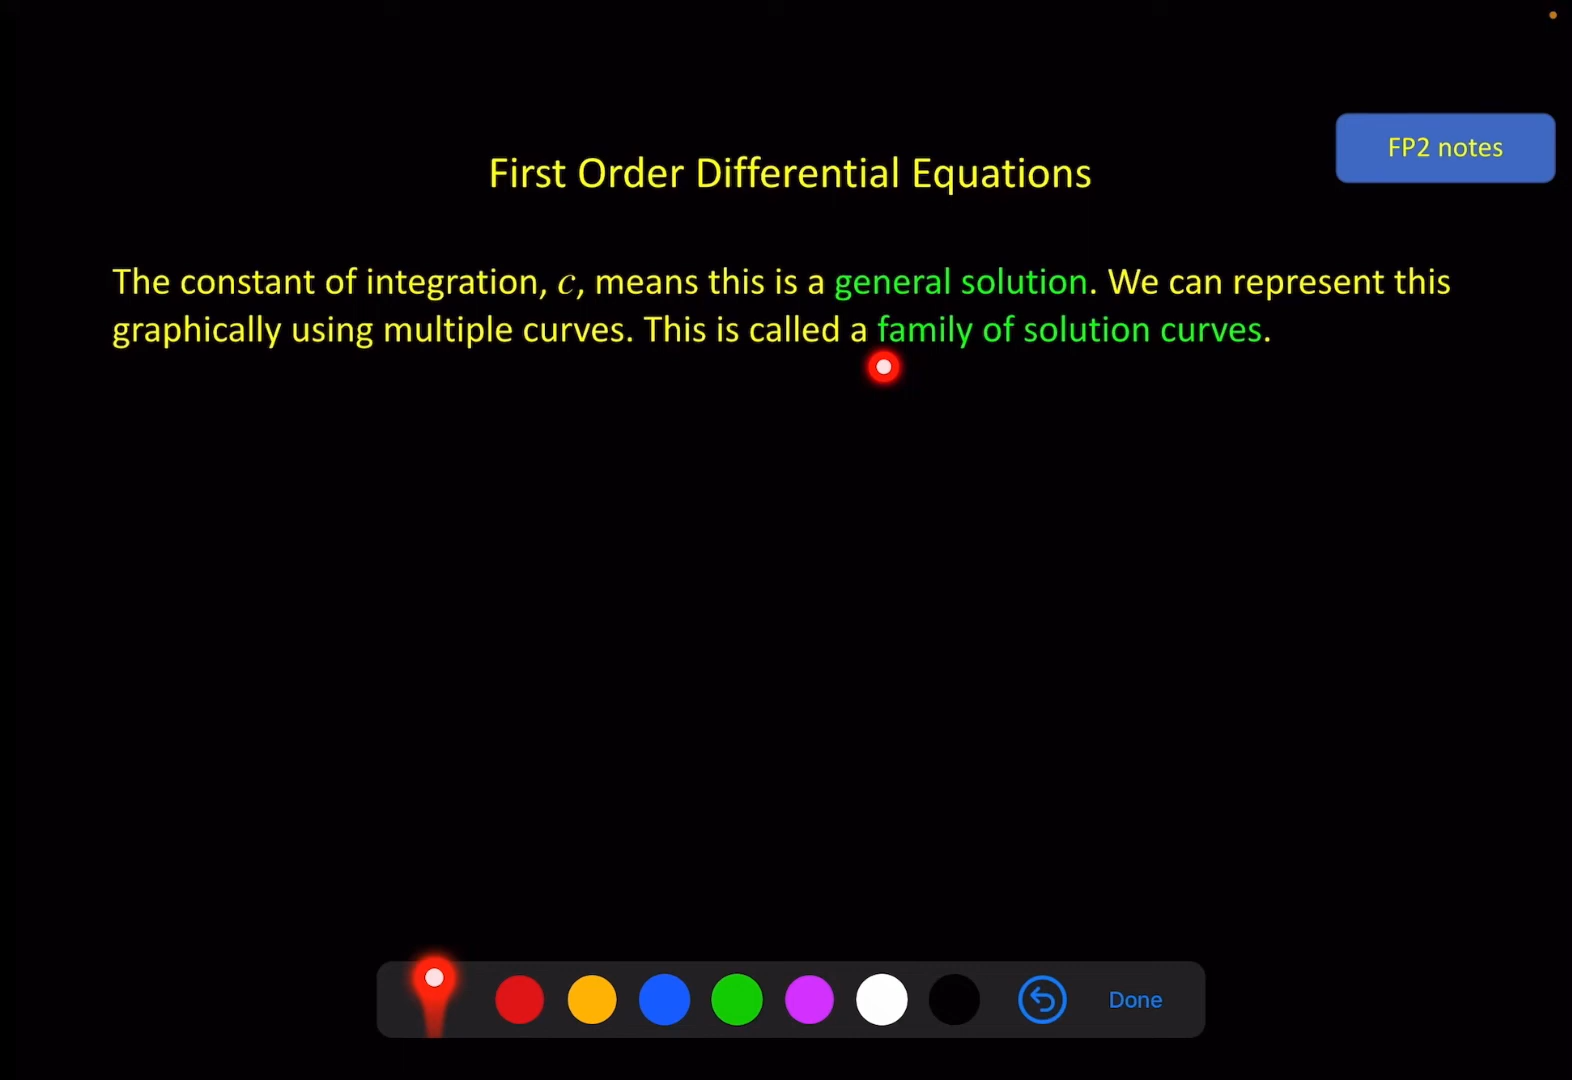 FP2 notes
First Order Differential Equations
The constant of integration, c, means this is a general solution. We can represent this
graphically using multiple curves. This is called a family of solution curves.
Done